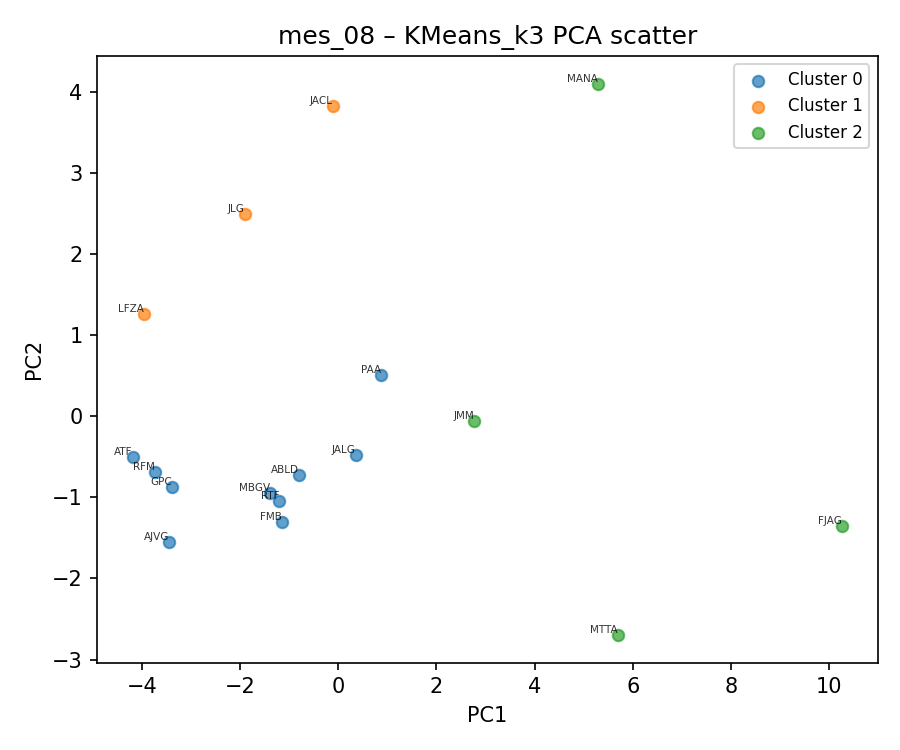 mes_08 – KMeans_k3 PCA scatter
Cluster 0
Cluster 1
Cluster 2
MANA
JACL
JLG
LFZA
PAA
JMM
ATF
RFM
GPC
JALG
ABLD
MBGV
RTF
FMB
AJVG
FJAG
MTTA
4
3
2
1
0
−1
−2
−3
PC2
−4
−2
0
2
4
6
8
10
PC1